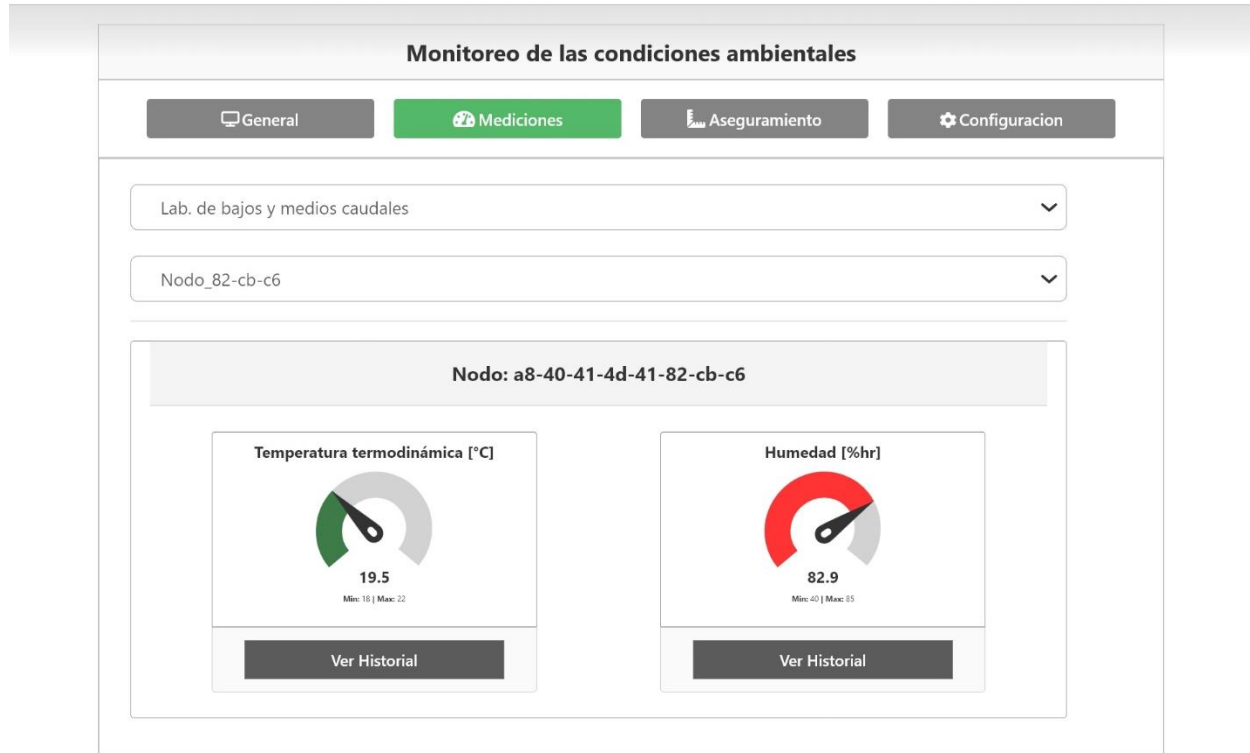 Monitoreo de las condiciones ambientales
General
Mediciones
Aseguramiento
Configuracion
Lab. de bajos y medios caudales
Nodo_82-cb-c6
Nodo: a8-40-41-4d-41-82-cb-c6
Temperatura termodinámica [°C]
19.5
Min: 18 | Max: 22
Ver Historial
Humedad [%hr]
82.9
Min: 40 | Max: 85
Ver Historial